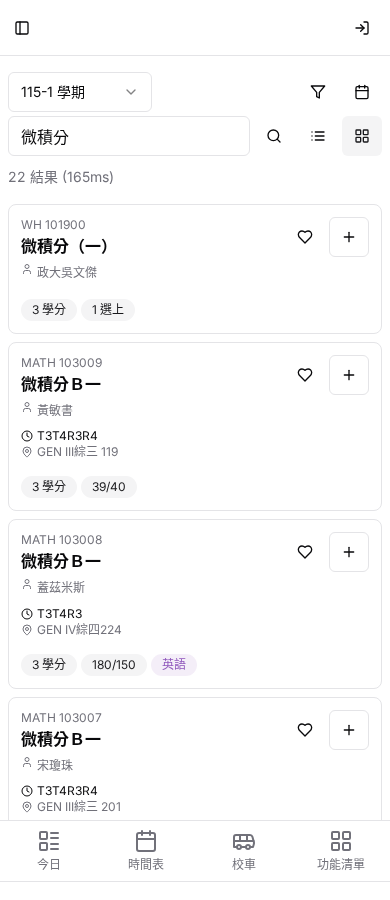 115-1 學期
微積分
22 結果 (165ms)
WH 101900
微積分（一）
政大吳文傑
3 學分
1 選上
MATH 103009
微積分Ｂ一
黃敏書
T3T4R3R4
GEN III綜三 119
3 學分
39/40
MATH 103008
微積分Ｂ一
蓋茲米斯
T3T4R3
GEN IV綜四224
3 學分
180/150
英語
MATH 103007
微積分Ｂ一
宋瓊珠
T3T4R3R4
GEN III綜三 201
今日
時間表
校車
功能清單